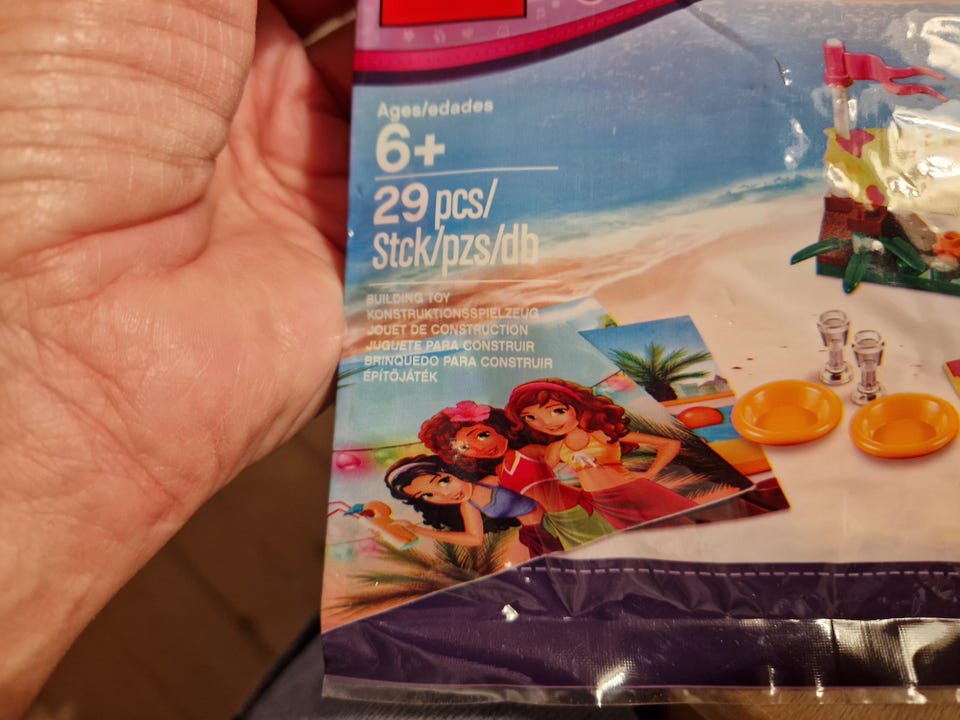 Ages/edades
6+
29 pcs/
Stck/pzs/db
BUILDING TOY
KONSTRUKTIONSSPIELZEUG
JOUET DE CONSTRUCTION
JUGUETE PARA CONSTRUIR
BRINQUEDO PARA CONSTRUIR
ÉPÍTŐJÁTÉK